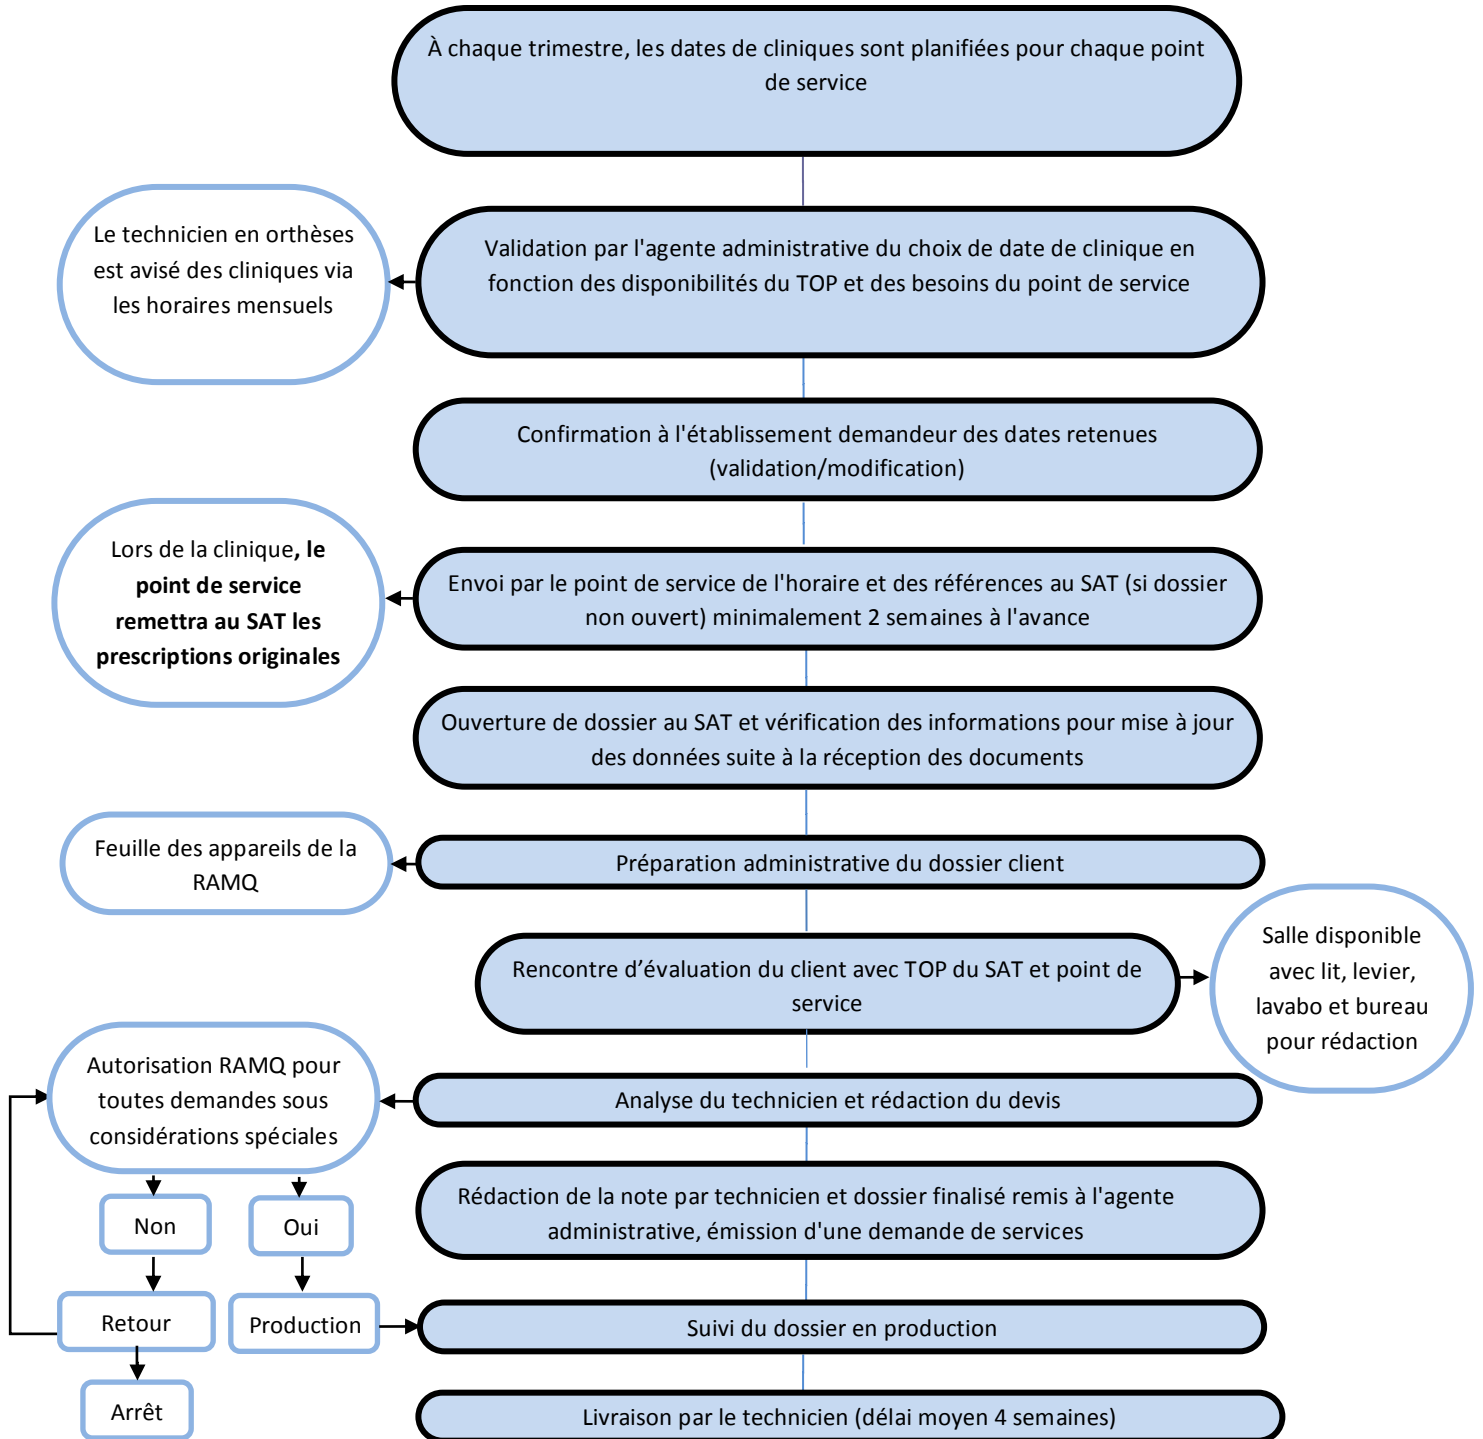 À chaque trimestre, les dates de cliniques sont planifiées pour chaque point
de service
Le technicien en orthèses
est avisé des cliniques via
les horaires mensuels
Validation par l'agente administrative du choix de date de clinique en
fonction des disponibilités du TOP et des besoins du point de service
Confirmation à l'établissement demandeur des dates retenues
(validation/modification)
Lors de la clinique, le
point de service
remettra au SAT les
prescriptions originales
Envoi par le point de service de l'horaire et des références au SAT (si dossier
non ouvert) minimalement 2 semaines à l'avance
Ouverture de dossier au SAT et vérification des informations pour mise à jour
des données suite à la réception des documents
Feuille des appareils de la
RAMQ
Préparation administrative du dossier client
Rencontre d’évaluation du client avec TOP du SAT et point de
service
Salle disponible
avec lit, levier,
lavabo et bureau
pour rédaction
Autorisation RAMQ pour
toutes demandes sous
considérations spéciales
Analyse du technicien et rédaction du devis
Non
Oui
Rédaction de la note par technicien et dossier finalisé remis à l'agente
administrative, émission d'une demande de services
Retour
Production
Suivi du dossier en production
Arrêt
Livraison par le technicien (délai moyen 4 semaines)